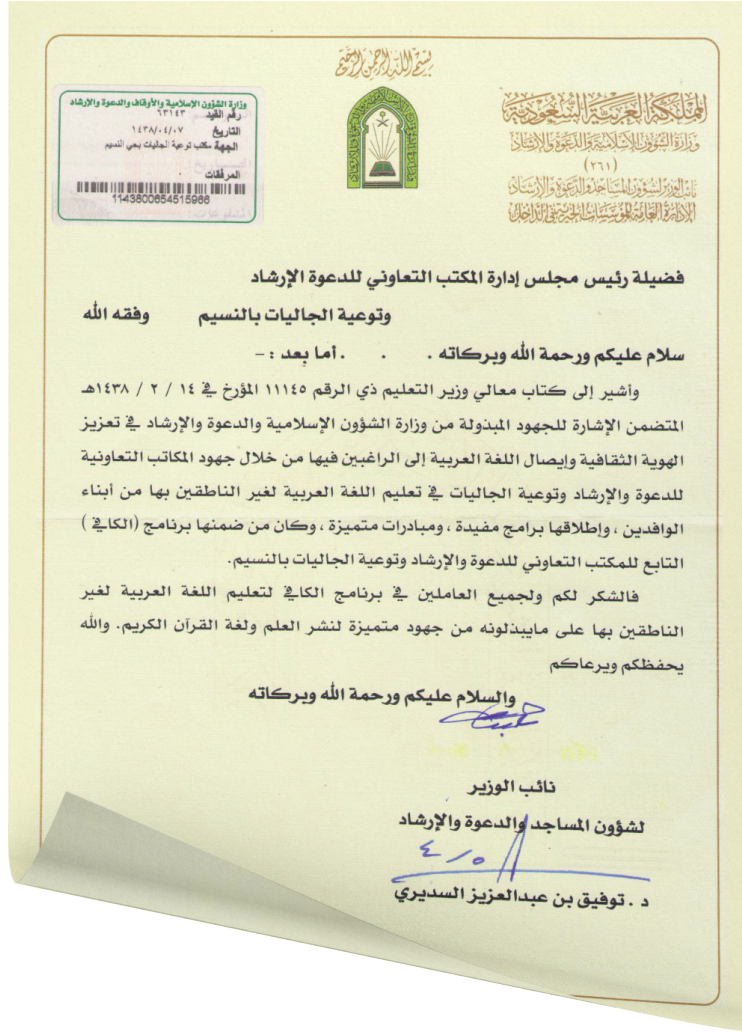 بسم الله الرحمن الرحيم
المملكة العربية السعودية
وزارة الشؤون الإسلامية والدعوة والإرشاد
(٢٦١)
نائب الوزير لشؤون المساجد والدعوة والإرشاد
الإدارة العامة للمؤسسات الخيرية في الداخل
وزارة الشؤون الإسلامية والأوقاف والدعوة والإرشاد
رقم القيد ٦٣١٤٣
التاريخ ١٤٣٨/٠٤/٠٧
الجهة مكتب توعية الجاليات بحي النسيم
المرفقات
1143800654515966
فضيلة رئيس مجلس إدارة المكتب التعاوني للدعوة الإرشاد
وتوعية الجاليات بالنسيم وفقه الله
سلام عليكم ورحمة الله وبركاته . . . أما بعد : –
وأشير إلى كتاب معالي وزير التعليم ذي الرقم ١١١٤٥ المؤرخ في ١٤ / ٢ / ١٤٣٨هـ
المتضمن الإشارة للجهود المبذولة من وزارة الشؤون الإسلامية والدعوة والإرشاد في تعزيز
الهوية الثقافية وإيصال اللغة العربية إلى الراغبين فيها من خلال جهود المكاتب التعاونية
للدعوة والإرشاد وتوعية الجاليات في تعليم اللغة العربية لغير الناطقين بها من أبناء
الوافدين ، وإطلاقها برامج مفيدة ، ومبادرات متميزة ، وكان من ضمنها برنامج (الكافي )
التابع للمكتب التعاوني للدعوة والإرشاد وتوعية الجاليات بالنسيم.
فالشكر لكم ولجميع العاملين في برنامج الكافي لتعليم اللغة العربية لغير
الناطقين بها على مايبذلونه من جهود متميزة لنشر العلم ولغة القرآن الكريم. والله
يحفظكم ويرعاكم
والسلام عليكم ورحمة الله وبركاته
نائب الوزير
لشؤون المساجد والدعوة والإرشاد
٤/٥
د . توفيق بن عبدالعزيز السديري